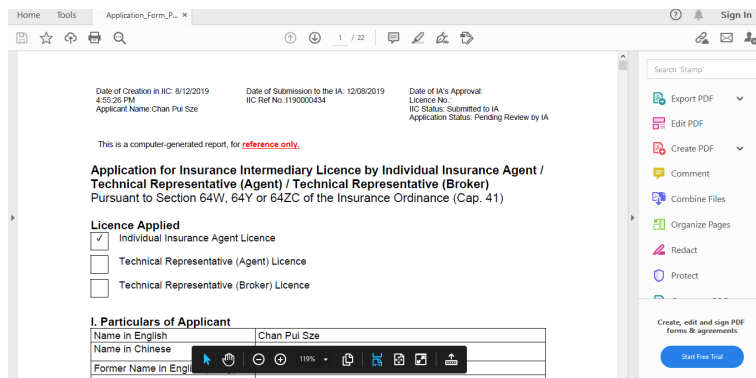 Home Tools Application_Form_P... × Sign In
1 / 22
Search 'Stamp'
Date of Creation in IIC: 8/12/2019 Date of Submission to the IA: 12/08/2019 Date of IA's Approval:
4:55:26 PM IIC Ref No.:I190000434 Licence No.:
Applicant Name:Chan Pui Sze IIC Status: Submitted to IA
Application Status: Pending Review by IA
This is a computer-generated report, for reference only.
Application for Insurance Intermediary Licence by Individual Insurance Agent /
Technical Representative (Agent) / Technical Representative (Broker)
Pursuant to Section 64W, 64Y or 64ZC of the Insurance Ordinance (Cap. 41)
Licence Applied
✓ Individual Insurance Agent Licence
Technical Representative (Agent) Licence
Technical Representative (Broker) Licence
I. Particulars of Applicant
Name in English Chan Pui Sze
Name in Chinese
Former Name in Engli
119%
Export PDF
Edit PDF
Create PDF
Comment
Combine Files
Organize Pages
Redact
Protect
Create, edit and sign PDF
forms & agreements
Start Free Trial